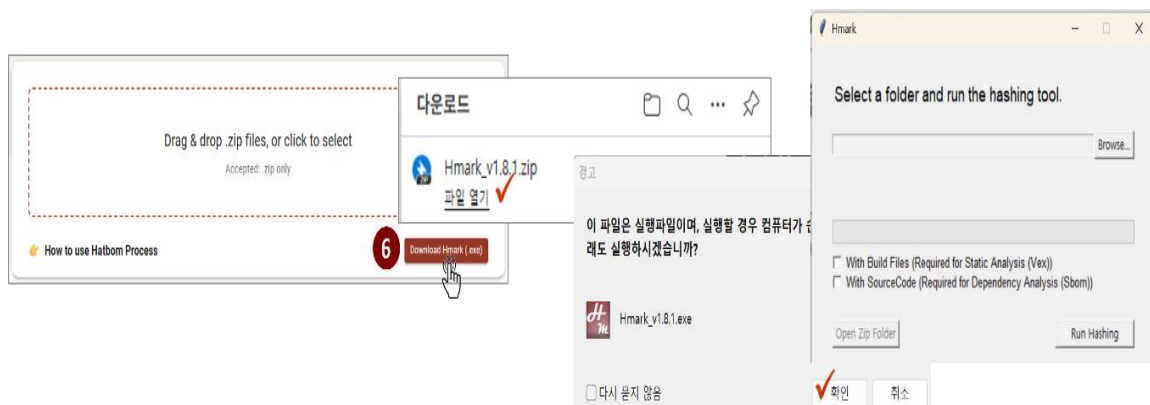 Drag & drop .zip files, or click to select
Accepted: .zip only
How to use Hatbom Process
6
Download Hmark (.exe)
다운로드
Hmark_v1.8.1.zip
파일 열기
경고
이 파일은 실행파일이며, 실행할 경우 컴퓨터가
래도 실행하시겠습니까?
Hm
Hmark_v1.8.1.exe
다시 묻지 않음
확인
취소
Hmark
Select a folder and run the hashing tool.
Browse...
With Build Files (Required for Static Analysis (Vex))
With SourceCode (Required for Dependency Analysis (Sbom))
Open Zip Folder
Run Hashing